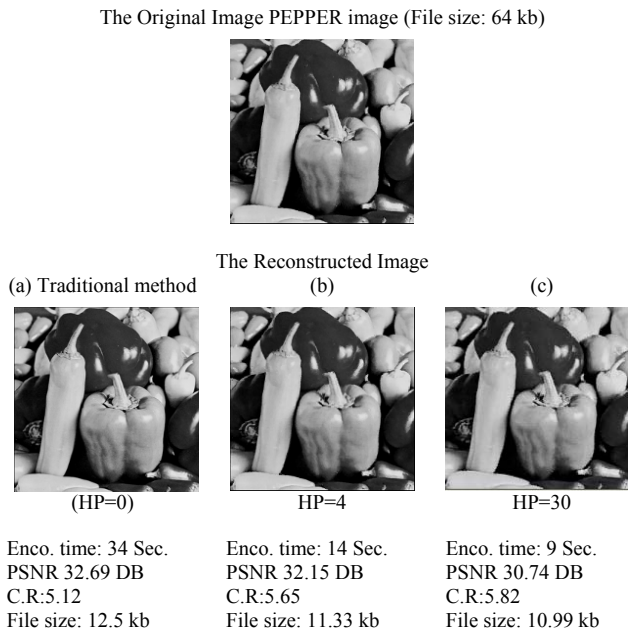 The Original Image PEPPER image (File size: 64 kb)
The Reconstructed Image
(a) Traditional method
(b)
(c)
(HP=0)
HP=4
HP=30
Enco. time: 34 Sec.
PSNR 32.69 DB
C.R:5.12
File size: 12.5 kb
Enco. time: 14 Sec.
PSNR 32.15 DB
C.R:5.65
File size: 11.33 kb
Enco. time: 9 Sec.
PSNR 30.74 DB
C.R:5.82
File size: 10.99 kb